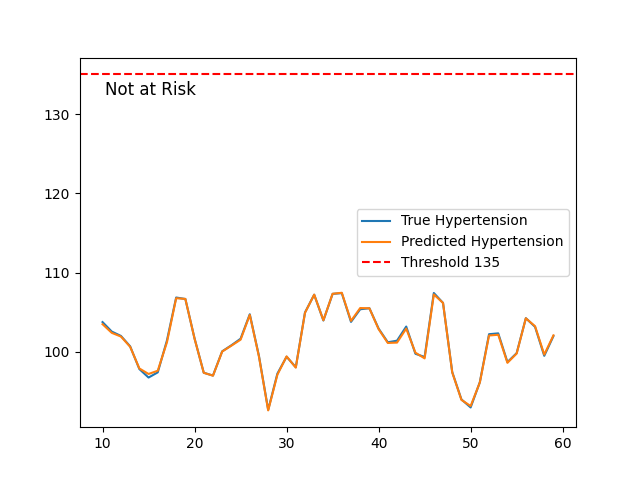 Not at Risk
130
120
110
100
True Hypertension
Predicted Hypertension
Threshold 135
10 20 30 40 50 60